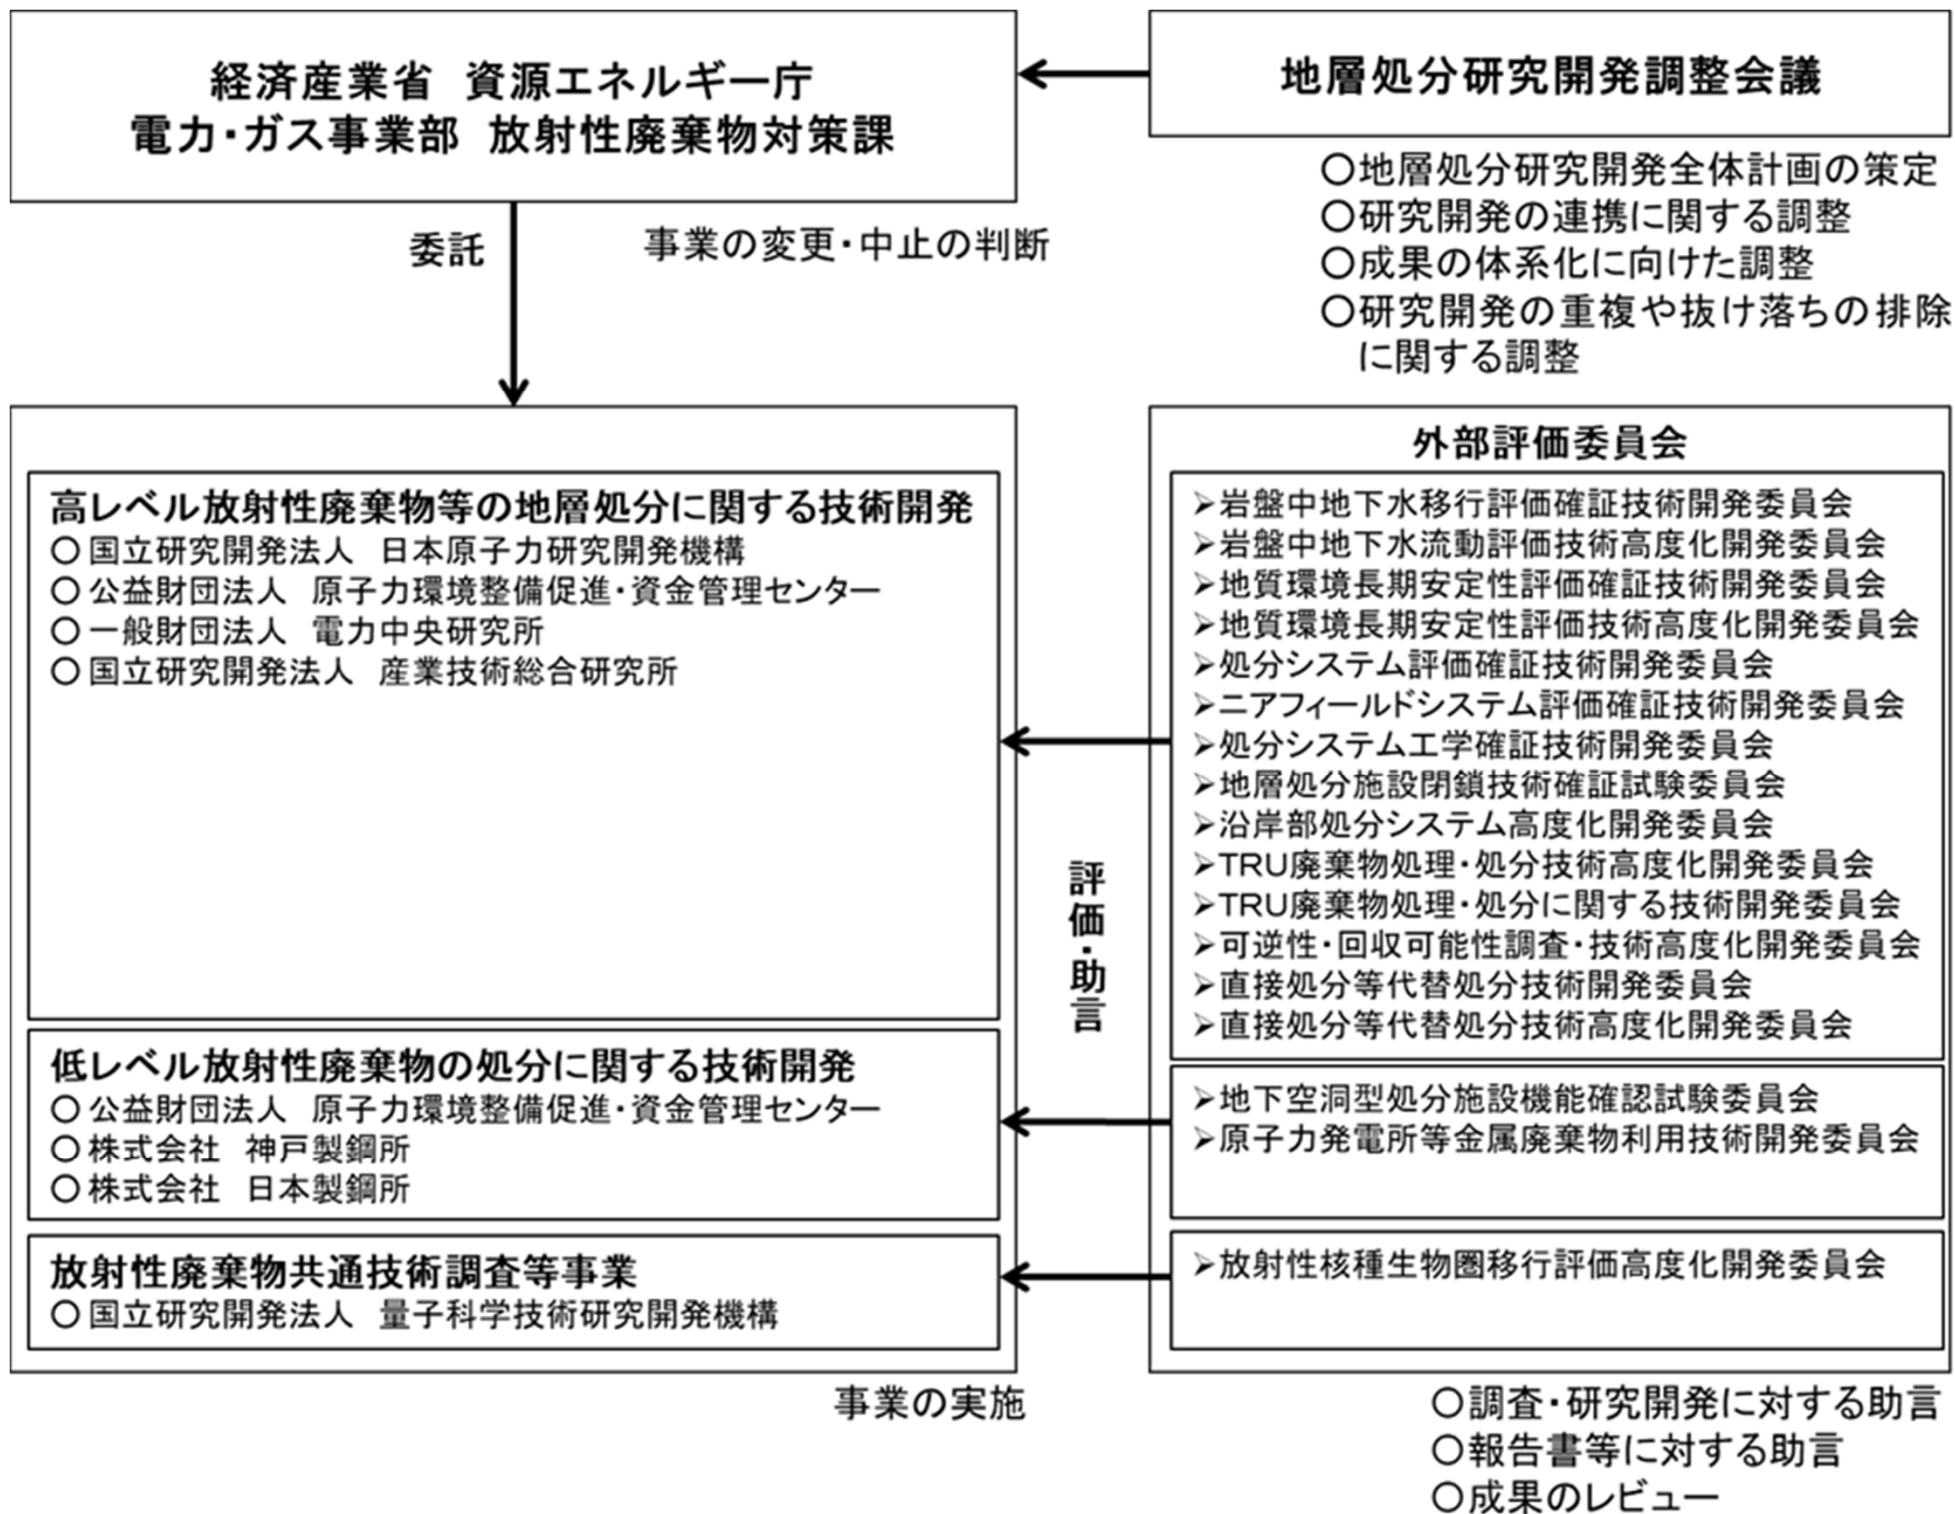 経済産業省　資源エネルギー庁
電力・ガス事業部　放射性廃棄物対策課
地層処分研究開発調整会議
○地層処分研究開発全体計画の策定
○研究開発の連携に関する調整
○成果の体系化に向けた調整
○研究開発の重複や抜け落ちの排除
に関する調整
委託
事業の変更・中止の判断
高レベル放射性廃棄物等の地層処分に関する技術開発
○ 国立研究開発法人　日本原子力研究開発機構
○ 公益財団法人　原子力環境整備促進・資金管理センター
○ 一般財団法人　電力中央研究所
○ 国立研究開発法人　産業技術総合研究所
低レベル放射性廃棄物の処分に関する技術開発
○ 公益財団法人　原子力環境整備促進・資金管理センター
○ 株式会社　神戸製鋼所
○ 株式会社　日本製鋼所
放射性廃棄物共通技術調査等事業
○ 国立研究開発法人　量子科学技術研究開発機構
事業の実施
評価・助言
外部評価委員会
➢岩盤中地下水移行評価確証技術開発委員会
➢岩盤中地下水流動評価技術高度化開発委員会
➢地質環境長期安定性評価確証技術開発委員会
➢地質環境長期安定性評価技術高度化開発委員会
➢処分システム評価確証技術開発委員会
➢ニアフィールドシステム評価確証技術開発委員会
➢処分システム工学確証技術開発委員会
➢地層処分施設閉鎖技術確証試験委員会
➢沿岸部処分システム高度化開発委員会
➢TRU廃棄物処理・処分技術高度化開発委員会
➢TRU廃棄物処理・処分に関する技術開発委員会
➢可逆性・回収可能性調査・技術高度化開発委員会
➢直接処分等代替処分技術開発委員会
➢直接処分等代替処分技術高度化開発委員会
➢地下空洞型処分施設機能確認試験委員会
➢原子力発電所等金属廃棄物利用技術開発委員会
➢放射性核種生物圏移行評価高度化開発委員会
○調査・研究開発に対する助言
○報告書等に対する助言
○成果のレビュー